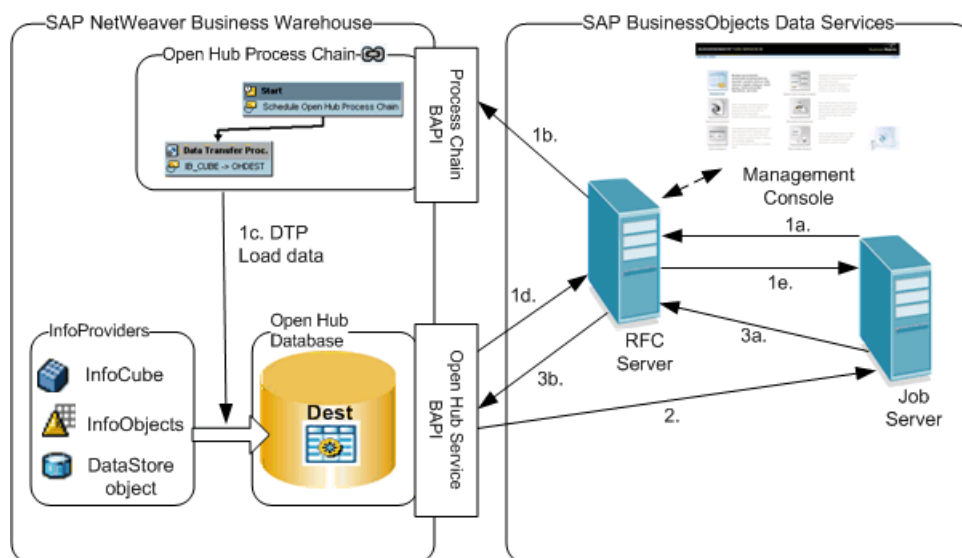 SAP NetWeaver Business Warehouse
Open Hub Process Chain
Start
Schedule Open Hub Process Chain
Data Transfer Proc.
IB_CUBE -> OHDEST
Process Chain
BAPI
1c. DTP
Load data
InfoProviders
InfoCube
InfoObjects
DataStore
object
Open Hub
Database
Dest
Open Hub Service
BAPI
SAP BusinessObjects Data Services
Management
Console
1b.
1a.
1e.
1d.
RFC
Server
3a.
3b.
2.
Job
Server